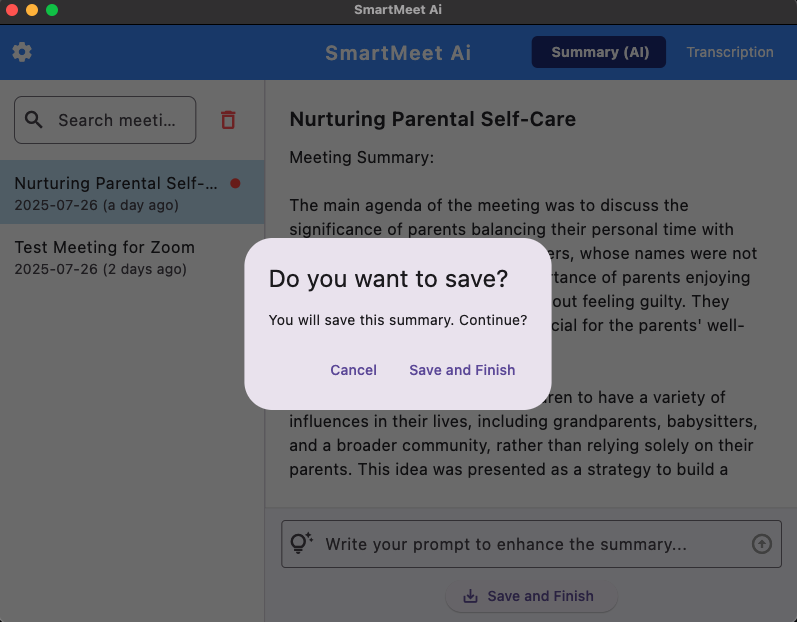 SmartMeet Ai
SmartMeet Ai
Summary (AI)
Transcription
Search meeti...
Nurturing Parental Self-...
2025-07-26 (a day ago)
Test Meeting for Zoom
2025-07-26 (2 days ago)
Nurturing Parental Self-Care
Meeting Summary:
The main agenda of the meeting was to discuss the
significance of parents balancing their personal time with
ers, whose names were not
tance of parents enjoying
out feeling guilty. They
cial for the parents' well-
ren to have a variety of
influences in their lives, including grandparents, babysitters,
and a broader community, rather than relying solely on their
parents. This idea was presented as a strategy to build a
Do you want to save?
You will save this summary. Continue?
Cancel
Save and Finish
Write your prompt to enhance the summary...
Save and Finish